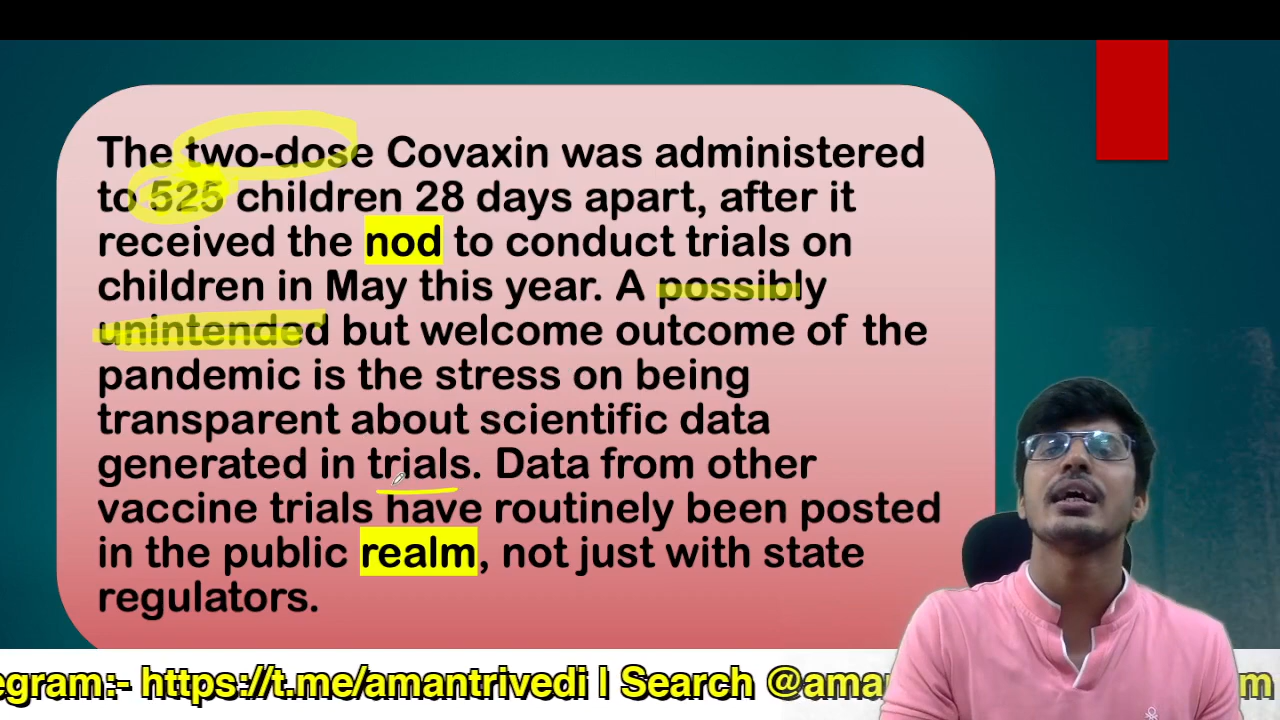 The two-dose Covaxin was administered
to 525 children 28 days apart, after it
received the nod to conduct trials on
children in May this year. A possibly
unintended but welcome outcome of the
pandemic is the stress on being
transparent about scientific data
generated in trials. Data from other
vaccine trials have routinely been posted
in the public realm, not just with state
regulators.
egram:- https://t.me/amantrivedi I Search @ama